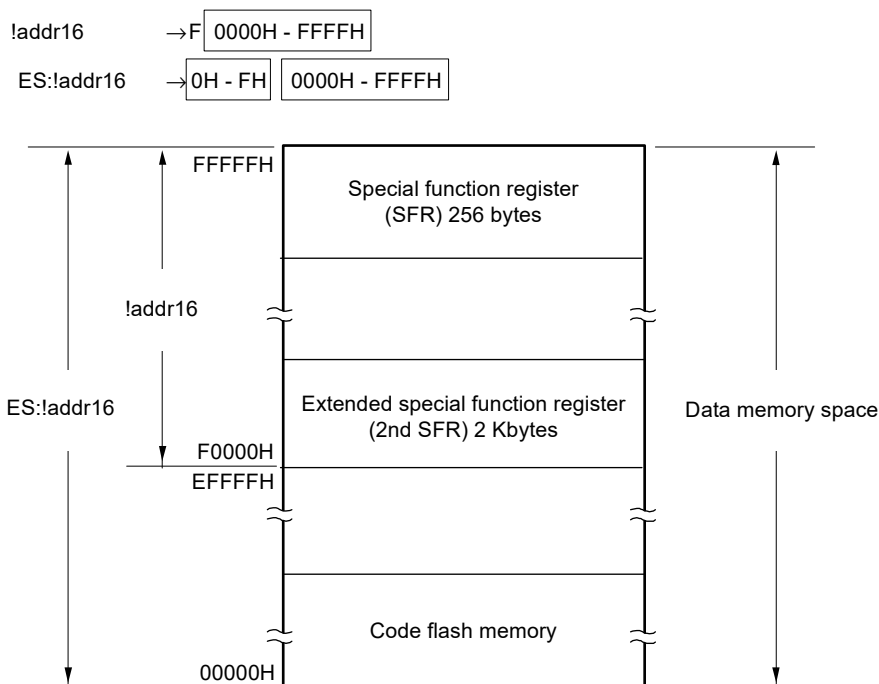 !addr16 →F 0000H - FFFFH
ES:!addr16 →0H - FH 0000H - FFFFH
FFFFFH
Special function register
(SFR) 256 bytes
!addr16
ES:!addr16
Extended special function register
(2nd SFR) 2 Kbytes
Data memory space
F0000H
EFFFFH
Code flash memory
00000H